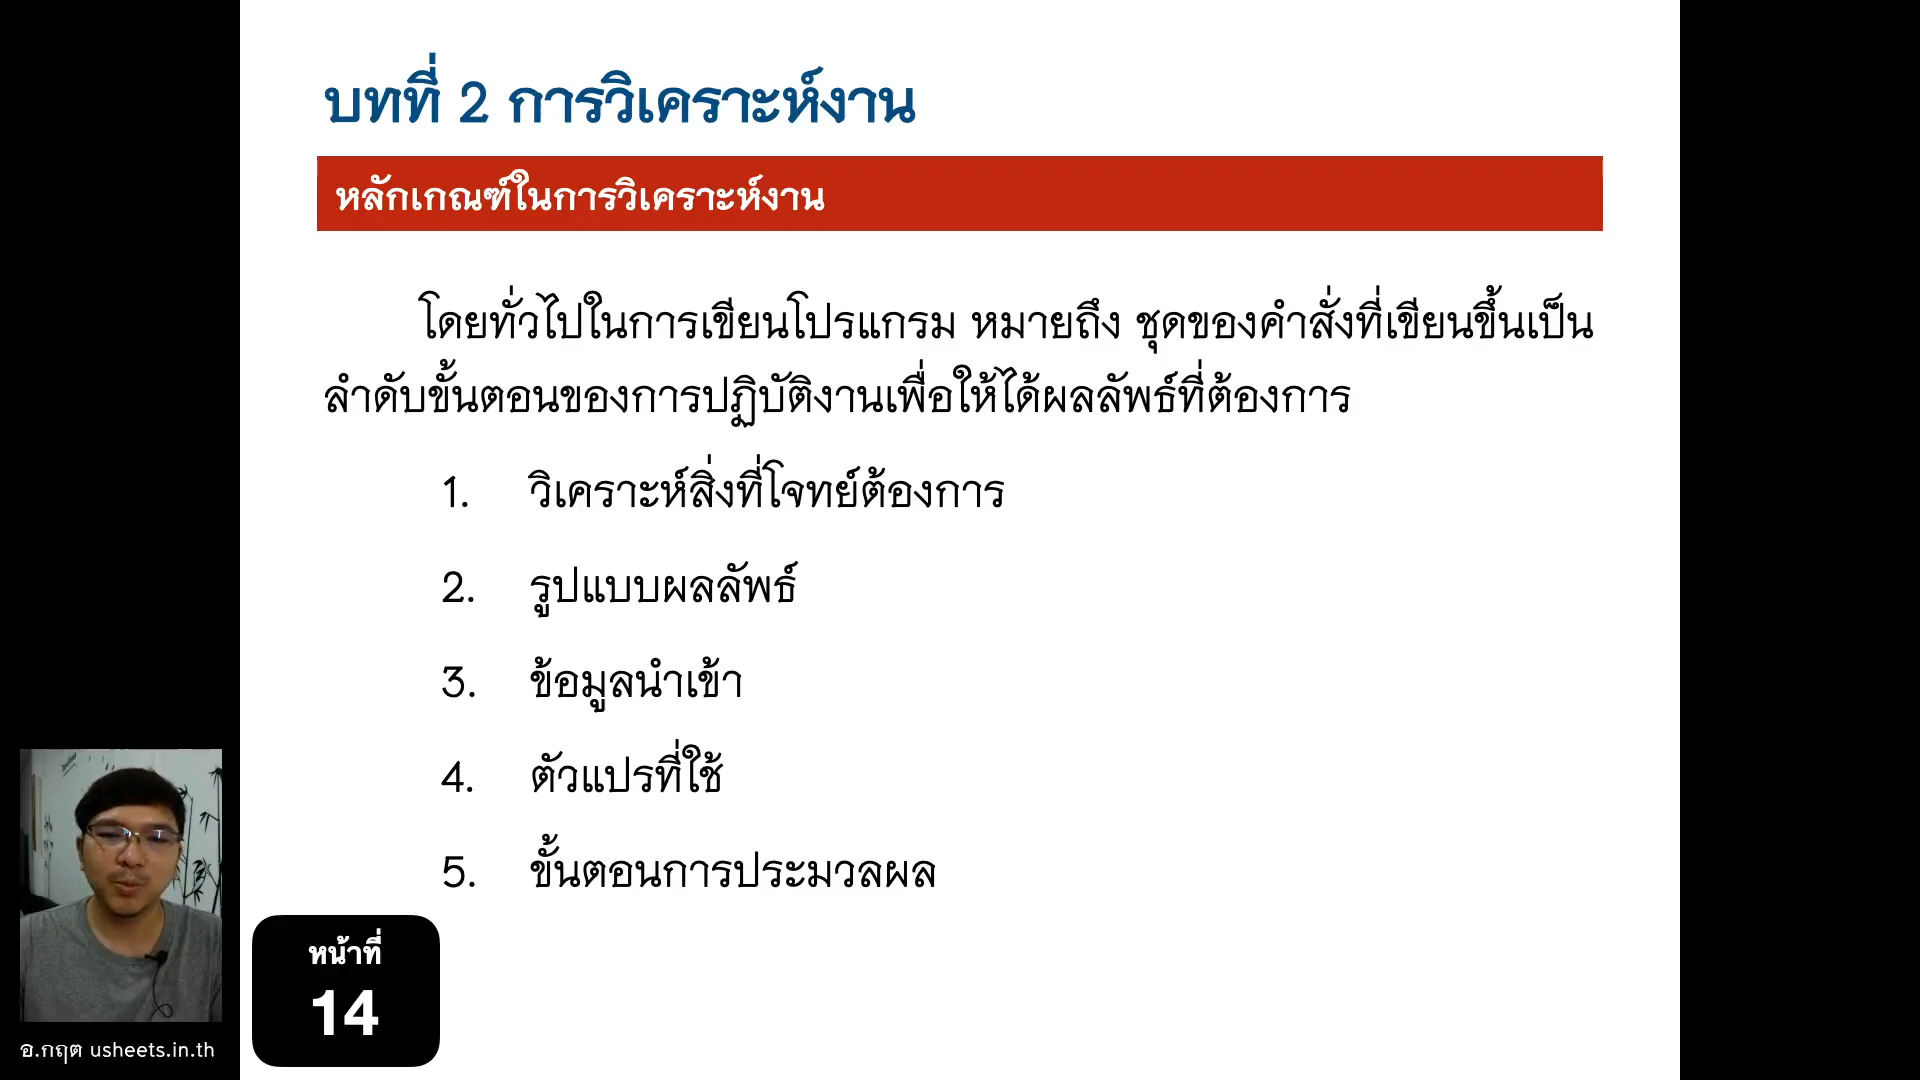 บทที่ 2 การวิเคราะห์งาน
หลักเกณฑ์ในการวิเคราะห์งาน
โดยทั่วไปในการเขียนโปรแกรม หมายถึง ชุดของคำสั่งที่เขียนขึ้นเป็น
ลำดับขั้นตอนของการปฏิบัติงานเพื่อให้ได้ผลลัพธ์ที่ต้องการ
1. วิเคราะห์สิ่งที่โจทย์ต้องการ
2. รูปแบบผลลัพธ์
3. ข้อมูลนำเข้า
4. ตัวแปรที่ใช้
5. ขั้นตอนการประมวลผล
หน้าที่
14
อ.กฤต usheets.in.th